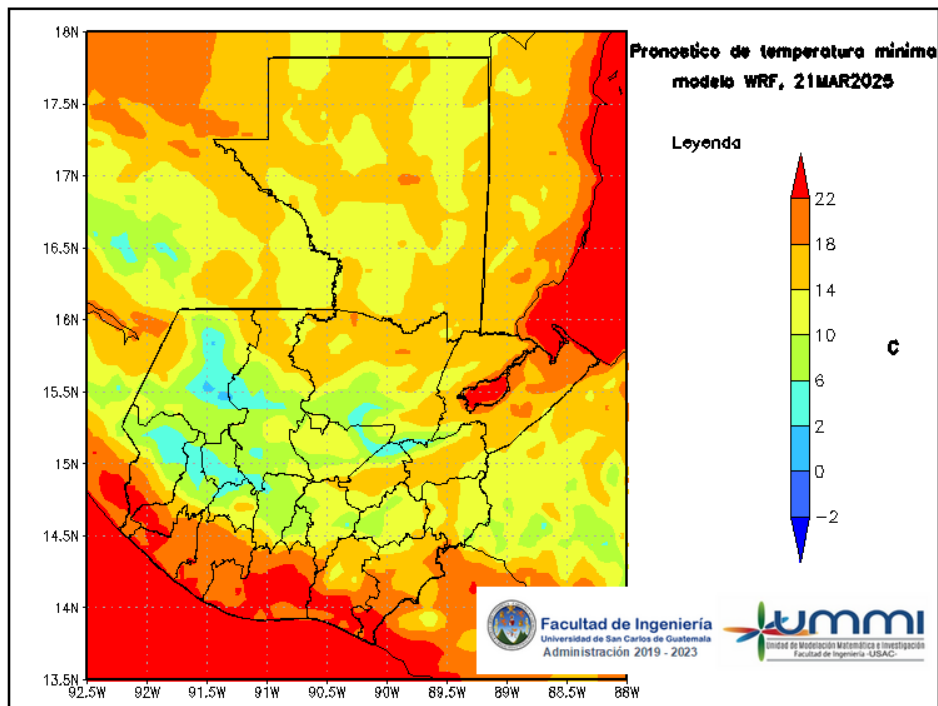 Pronostico de temperatura minima
modelo WRF, 21MAR2025
Leyenda
22
18
14
10
6
2
0
−2
C
18N
17.5N
17N
16.5N
16N
15.5N
15N
14.5N
14N
13.5N
92.5W 92W 91.5W 91W 90.5W 90W 89.5W 89W 88.5W 88W
Facultad de Ingeniería
Universidad de San Carlos de Guatemala
Administración 2019 - 2023
UMMI
Unidad de Modelación Matemática e Investigación
Facultad de Ingeniería -USAC-